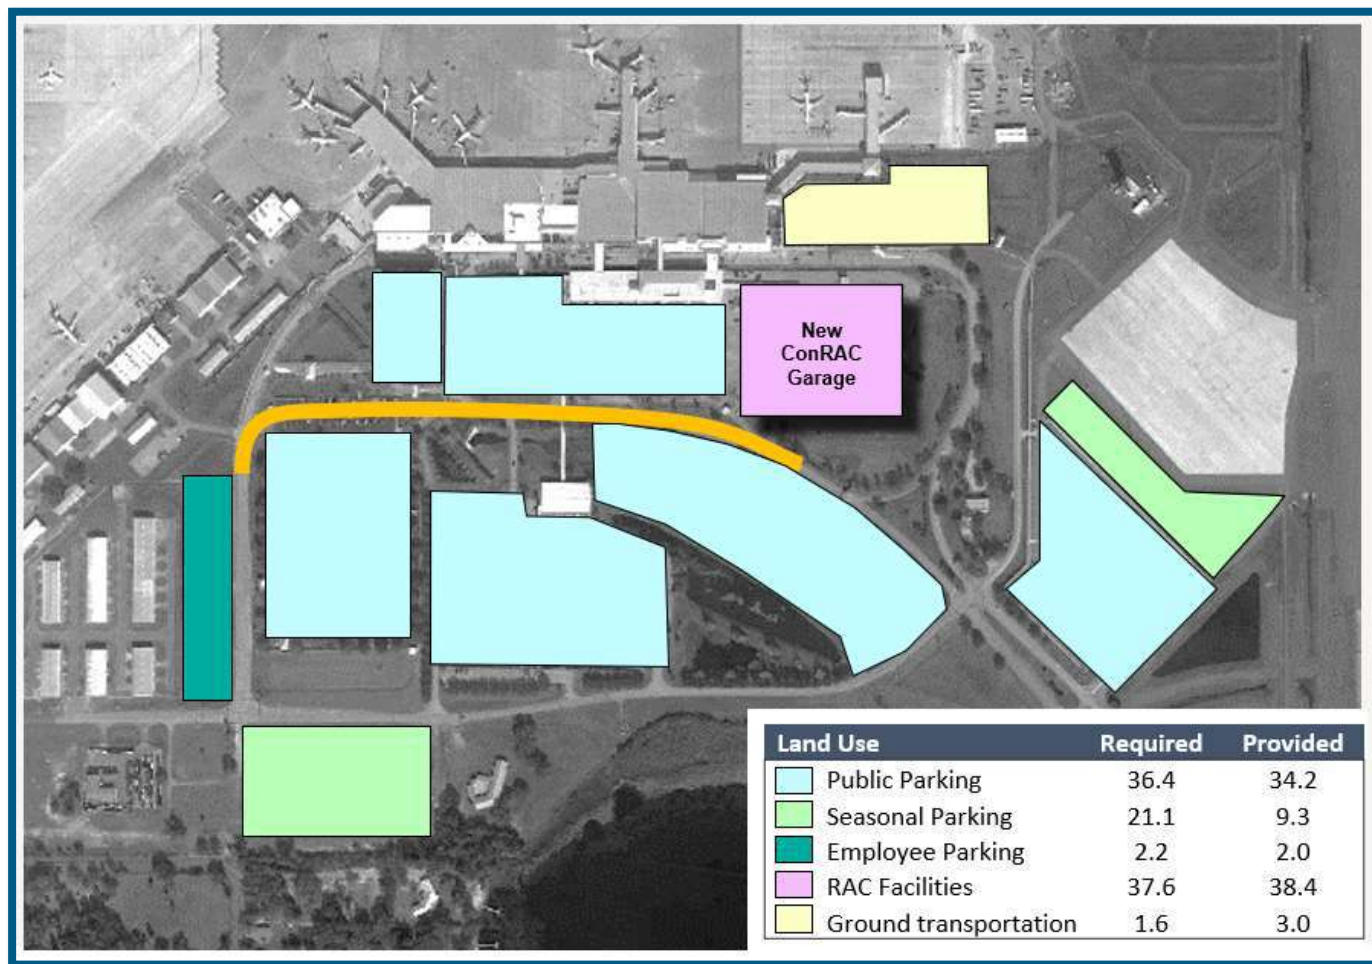 New
ConRAC
Garage
Land Use Required Provided
Public Parking 36.4 34.2
Seasonal Parking 21.1 9.3
Employee Parking 2.2 2.0
RAC Facilities 37.6 38.4
Ground transportation 1.6 3.0